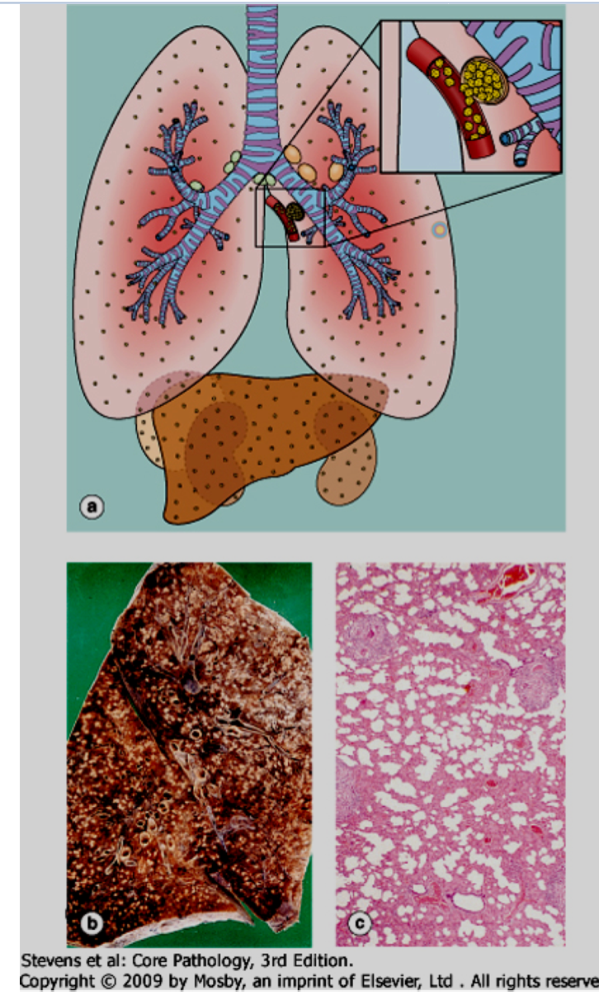 a
b
c
Stevens et al: Core Pathology, 3rd Edition.
Copyright © 2009 by Mosby, an imprint of Elsevier, Ltd . All rights reserve